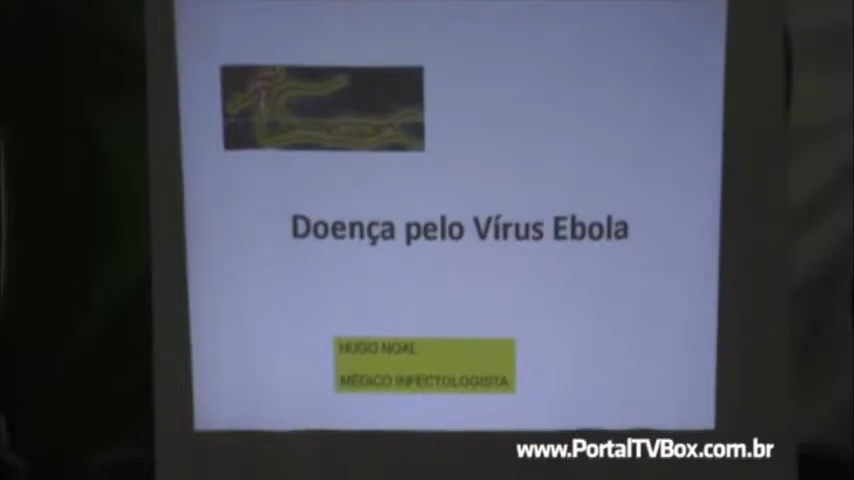 Doença pelo Vírus Ebola
HUGO NOAL
MÉDICO INFECTOLOGISTA
www.PortalTVBox.com.br